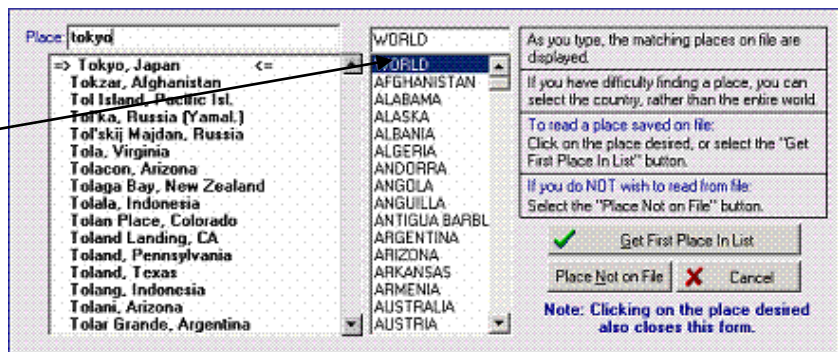 Place: tokyo
=> Tokyo, Japan <=
Tokzar, Afghanistan
Tol Island, Pacific Isl.
Tol'ka, Russia (Yamal.)
Tol'skij Majdan, Russia
Tola, Virginia
Tolacon, Arizona
Tolaga Bay, New Zealand
Tolala, Indonesia
Tolan Place, Colorado
Toland Landing, CA
Toland, Pennsylvania
Toland, Texas
Tolang, Indonesia
Tolani, Arizona
Tolar Grande, Argentina
WORLD
WORLD
AFGHANISTAN
ALABAMA
ALASKA
ALBANIA
ALGERIA
ANDORRA
ANGOLA
ANGUILLA
ANTIGUA BARBL
ARGENTINA
ARIZONA
ARKANSAS
ARMENIA
AUSTRALIA
AUSTRIA
As you type, the matching places on file are
displayed.
If you have difficulty finding a place, you can
select the country, rather than the entire world
To read a place saved on file:
Click on the place desired, or select the "Get
First Place In List" button.
If you do NOT wish to read from file:
Select the "Place Not on File" button.
Get First Place In List
Place Not on File
Cancel
Note: Clicking on the place desired
also closes this form.